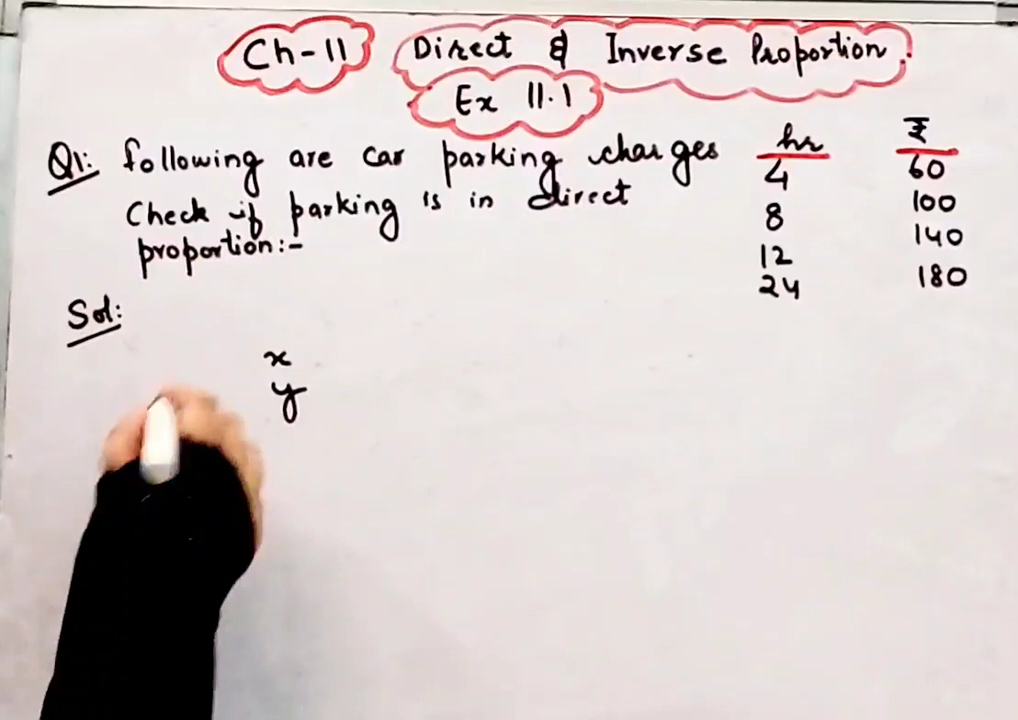 Ch-11 Direct & Inverse Proportion.
Ex 11.1
Q1: following are car parking charges
Check if parking is in direct
proportion:-
hr ₹
4 60
8 100
12 140
24 180
Sol:
x
y